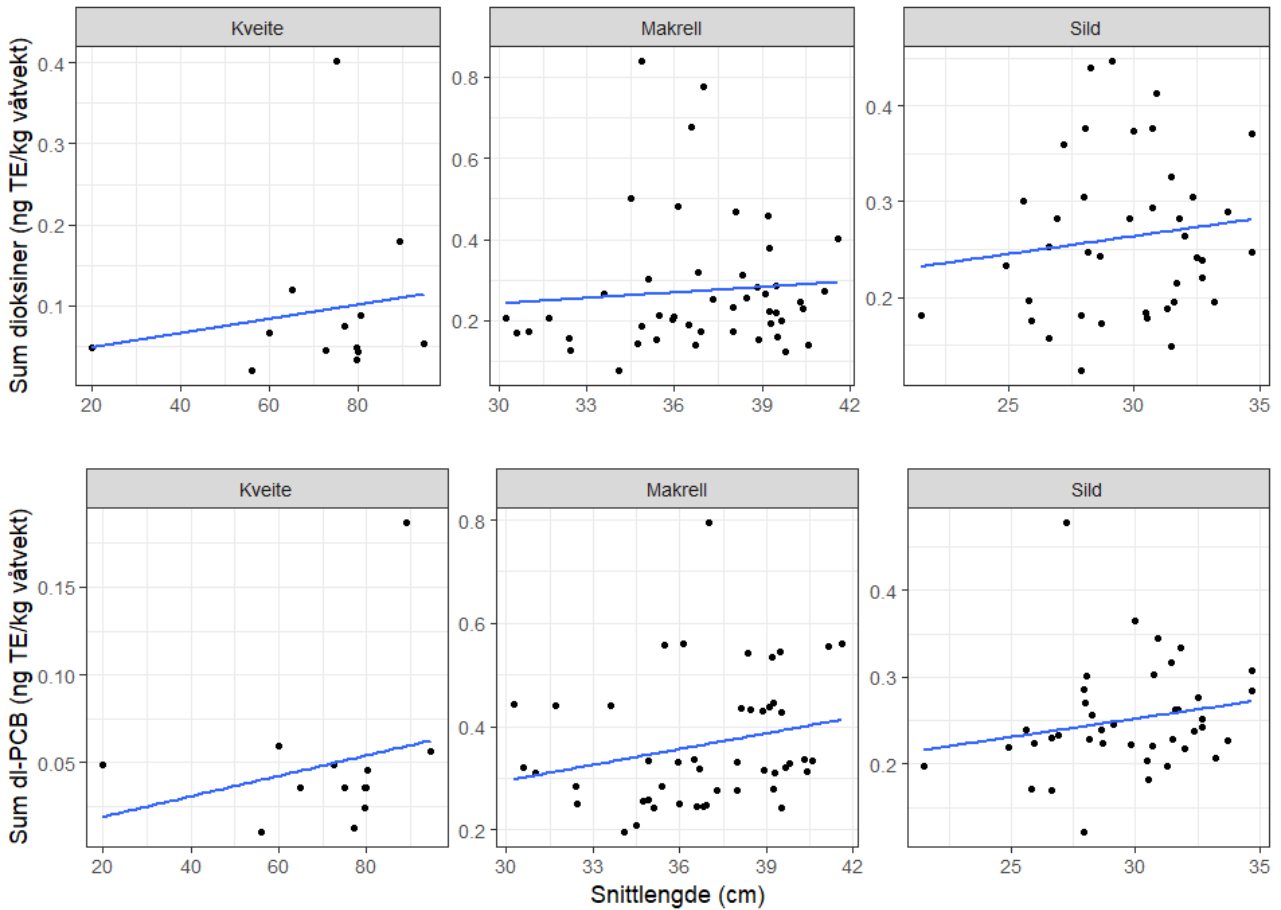 Kveite
Makrell
Sild
Sum dioksiner (ng TE/kg våtvekt)
0.4
0.3
0.2
0.1
20 40 60 80
0.8
0.6
0.4
0.2
30 33 36 39 42
0.4
0.3
0.2
25 30 35
Kveite
Makrell
Sild
Sum dl-PCB (ng TE/kg våtvekt)
0.15
0.10
0.05
20 40 60 80
0.8
0.6
0.4
0.2
30 33 36 39 42
0.4
0.3
0.2
25 30 35
Snittlengde (cm)